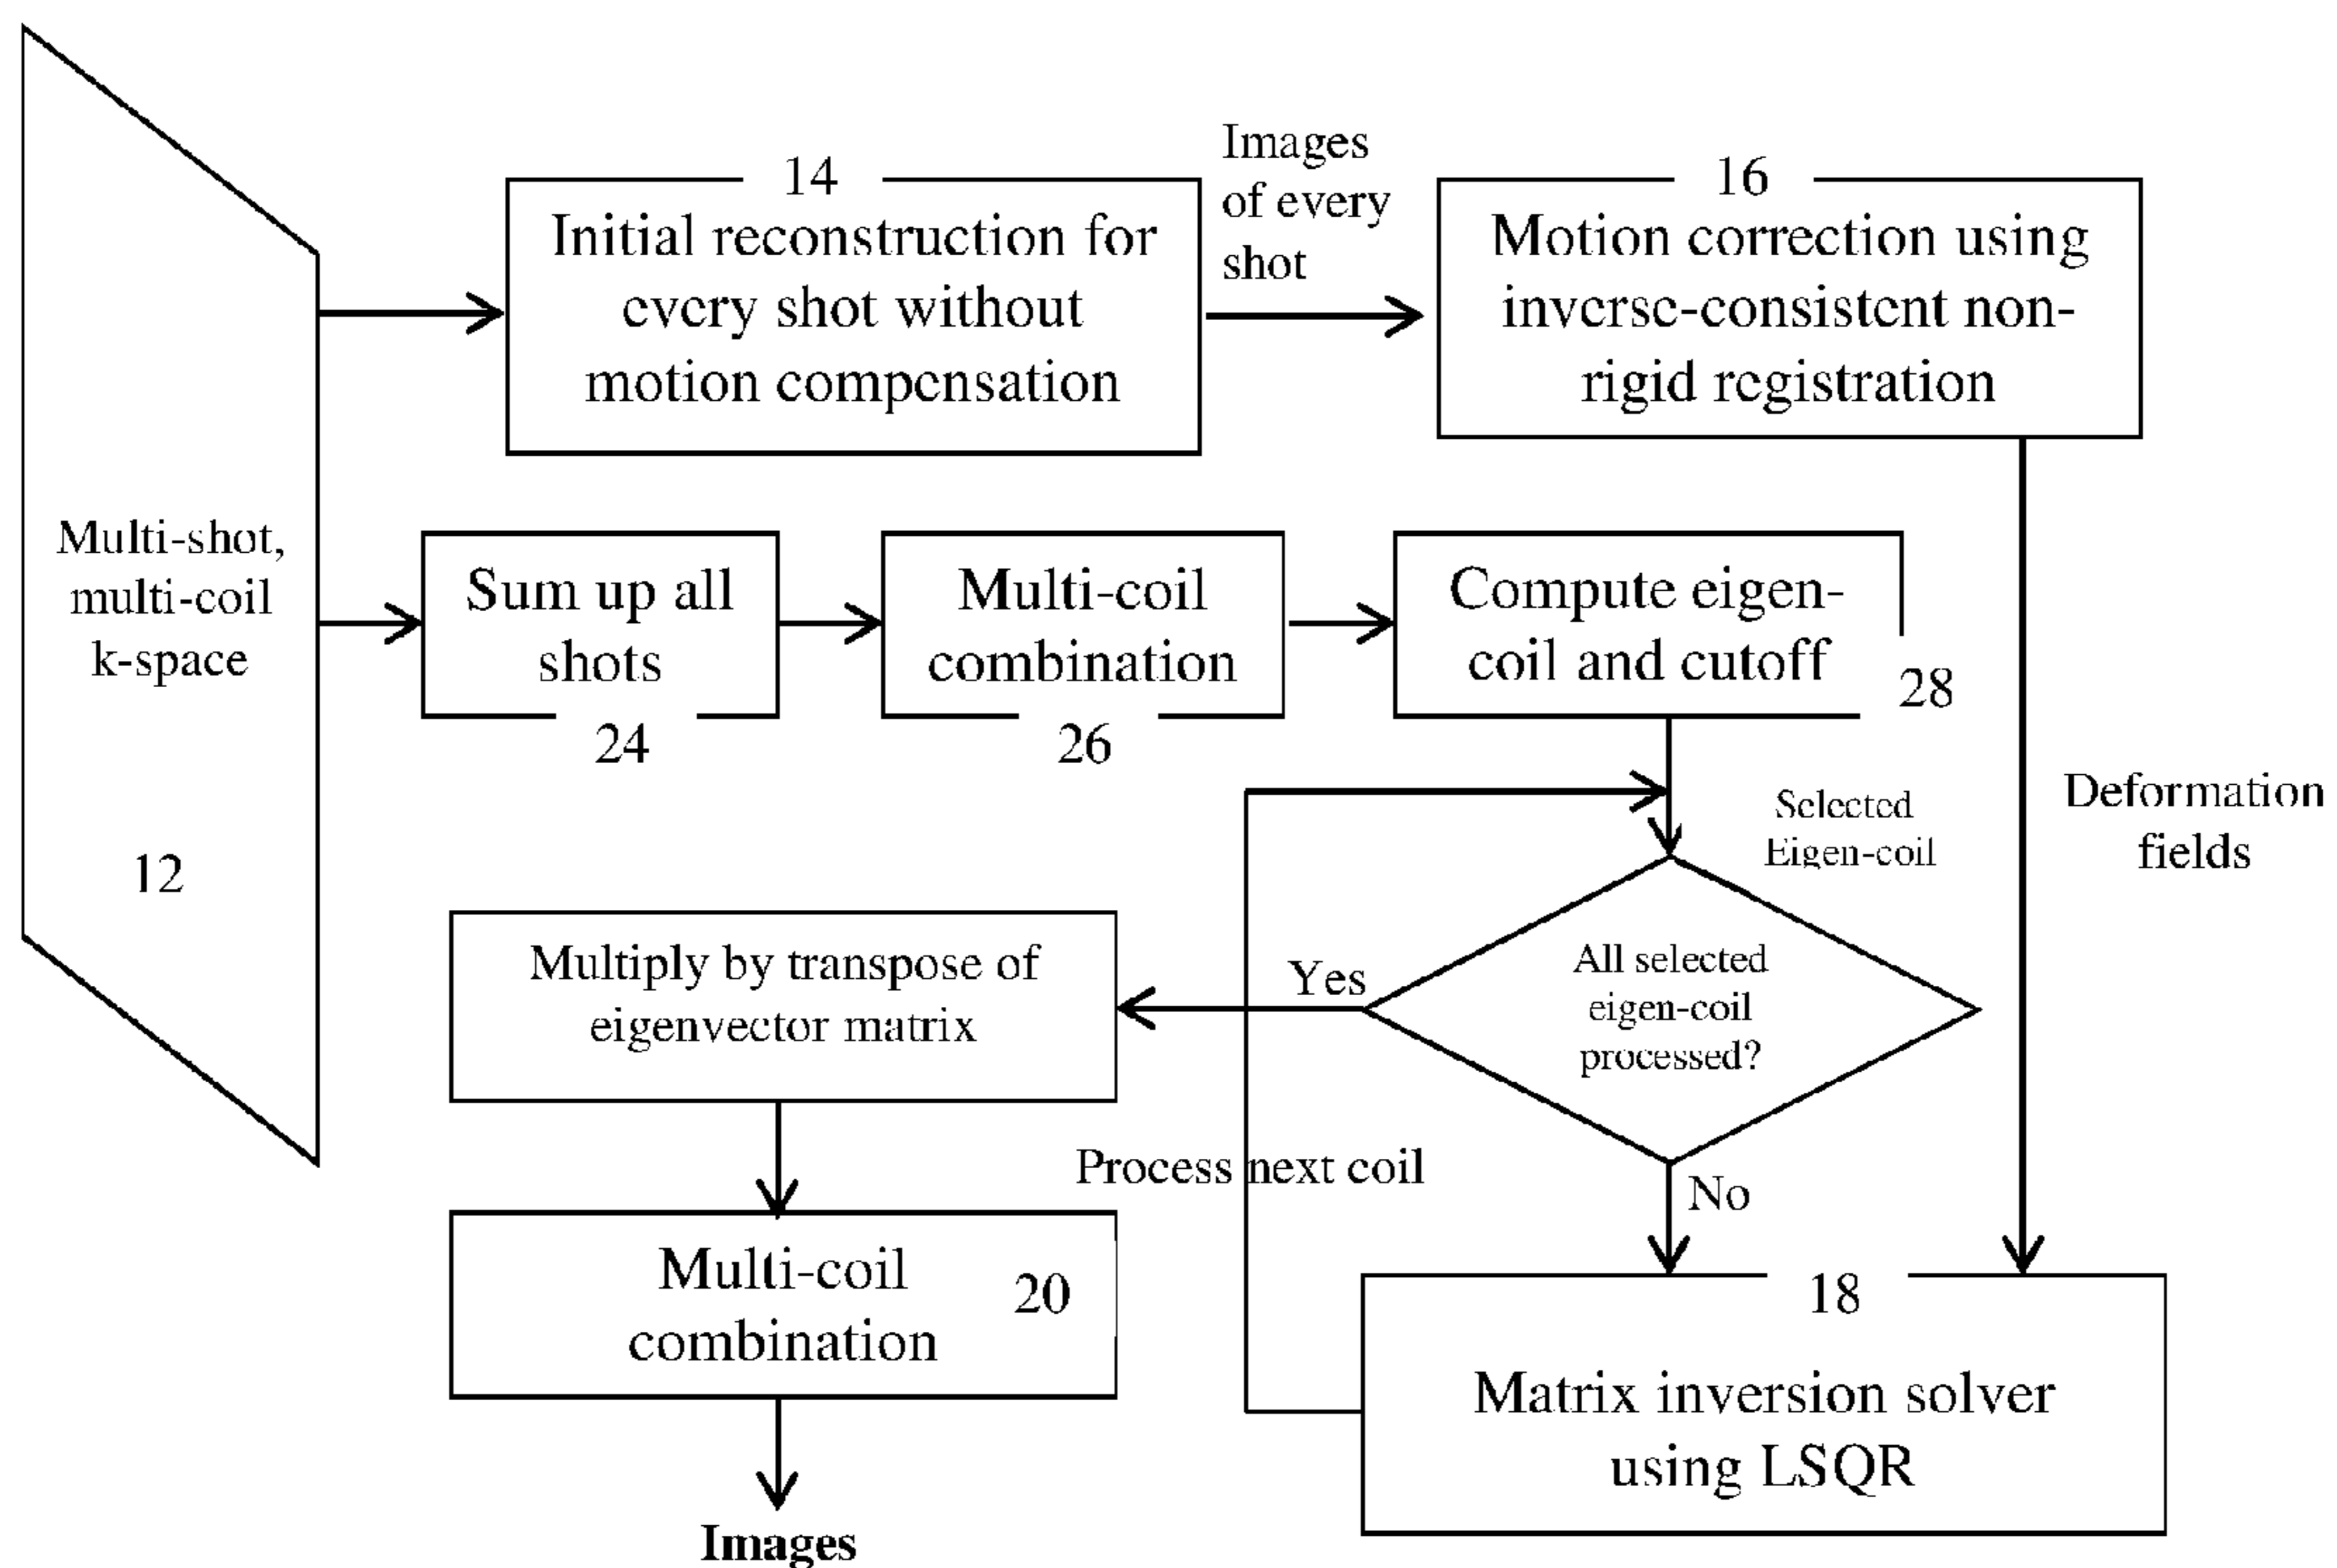 Multi-shot,
multi-coil
k-space
12
14
Initial reconstruction for
every shot without
motion compensation
Images
of every
shot
16
Motion correction using
inverse-consistent non-
rigid registration
Sum up all
shots
24
Multi-coil
combination
26
Compute eigen-
coil and cutoff
28
Selected
Eigen-coil
Deformation
fields
All selected
eigen-coil
processed?
Yes
No
Multiply by transpose of
eigenvector matrix
Process next coil
Multi-coil
combination
20
18
Matrix inversion solver
using LSQR
Images